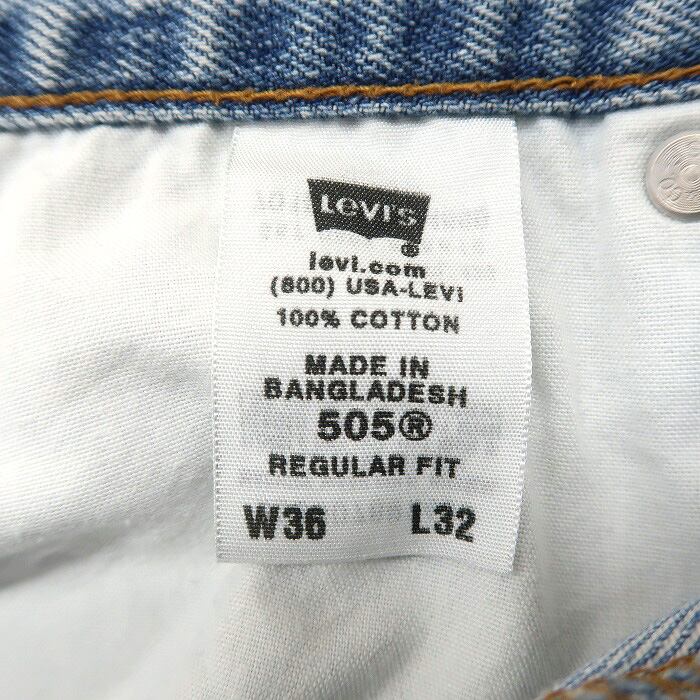 Levi's
®
levi.com
(800) USA-LEVI
100% COTTON
MADE IN
BANGLADESH
505®
REGULAR FIT
W36 L32